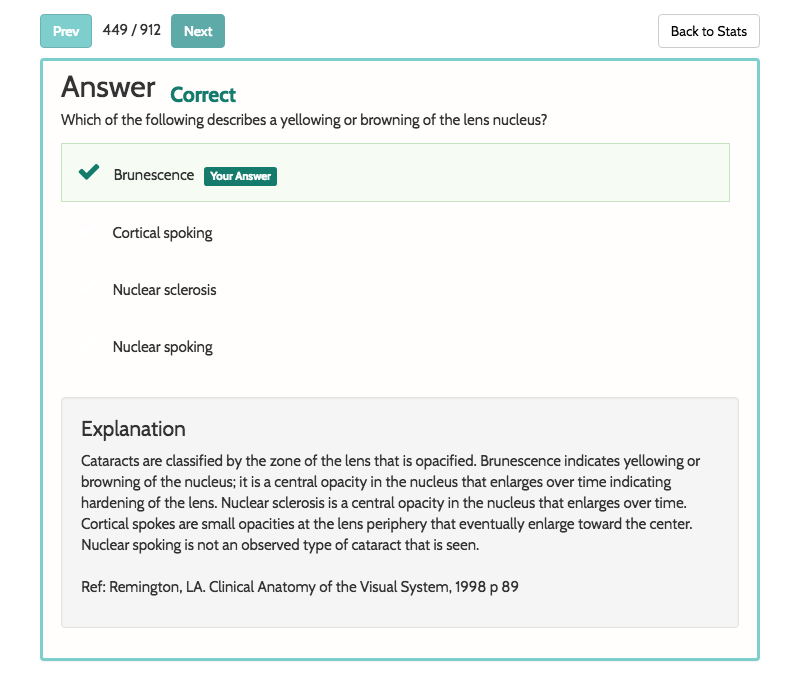 Prev 449 / 912 Next Back to Stats
Answer Correct
Which of the following describes a yellowing or browning of the lens nucleus?
Brunescence Your Answer
Cortical spoking
Nuclear sclerosis
Nuclear spoking
Explanation
Cataracts are classified by the zone of the lens that is opacified. Brunescence indicates yellowing or
browning of the nucleus; it is a central opacity in the nucleus that enlarges over time indicating
hardening of the lens. Nuclear sclerosis is a central opacity in the nucleus that enlarges over time.
Cortical spokes are small opacities at the lens periphery that eventually enlarge toward the center.
Nuclear spoking is not an observed type of cataract that is seen.
Ref: Remington, LA. Clinical Anatomy of the Visual System, 1998 p 89